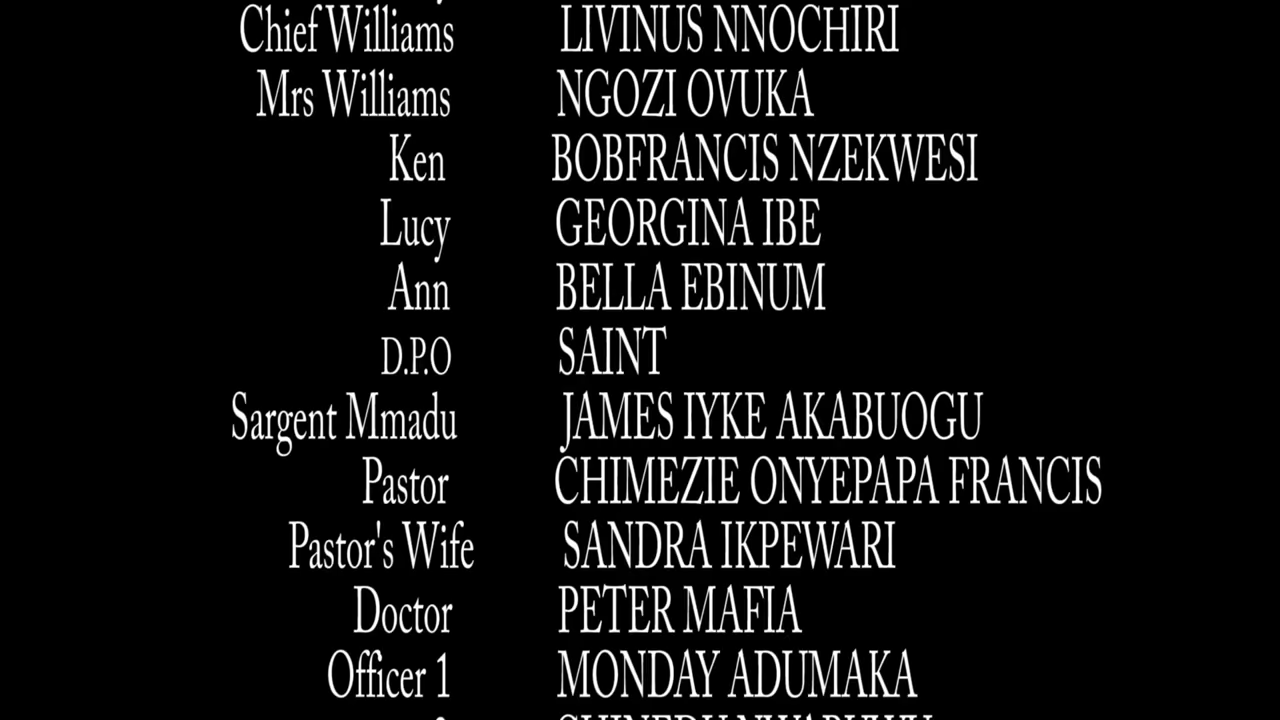 Chief Williams LIVINUS NNOCHIRI
Mrs Williams NGOZI OVUKA
Ken BOBFRANCIS NZEKWESI
Lucy GEORGINA IBE
Ann BELLA EBINUM
D.P.O SAINT
Sargent Mmadu JAMES IYKE AKABUOGU
Pastor CHIMEZIE ONYEPAPA FRANCIS
Pastor's Wife SANDRA IKPEWARI
Doctor PETER MAFIA
Officer 1 MONDAY ADUMAKA